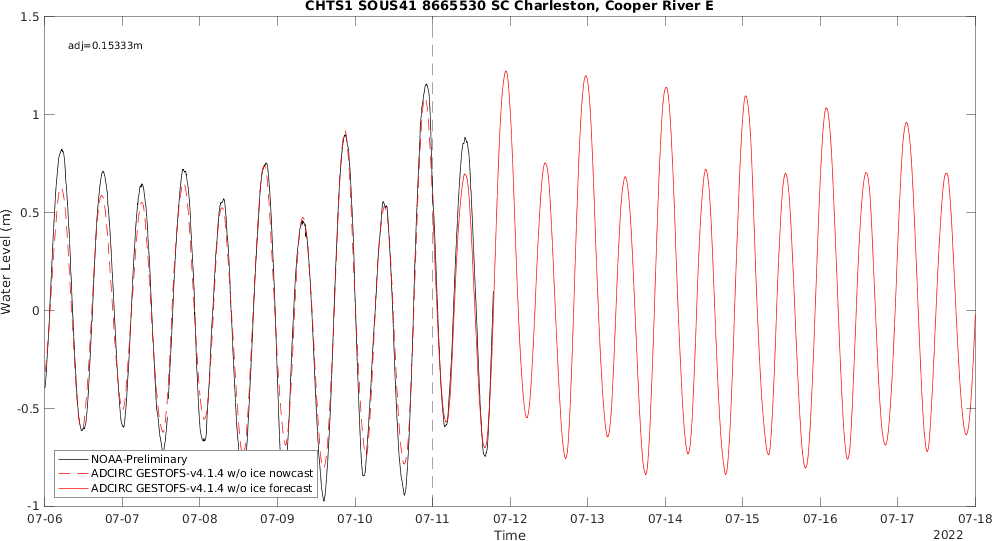 CHTS1 SOUS41 8665530 SC Charleston, Cooper River E
adj=0.15333m
1.5
1
0.5
0
-0.5
-1
Water Level (m)
NOAA-Preliminary
ADCIRC GESTOFS-v4.1.4 w/o ice nowcast
ADCIRC GESTOFS-v4.1.4 w/o ice forecast
07-06 07-07 07-08 07-09 07-10 07-11 07-12 07-13 07-14 07-15 07-16 07-17 07-18
Time
2022